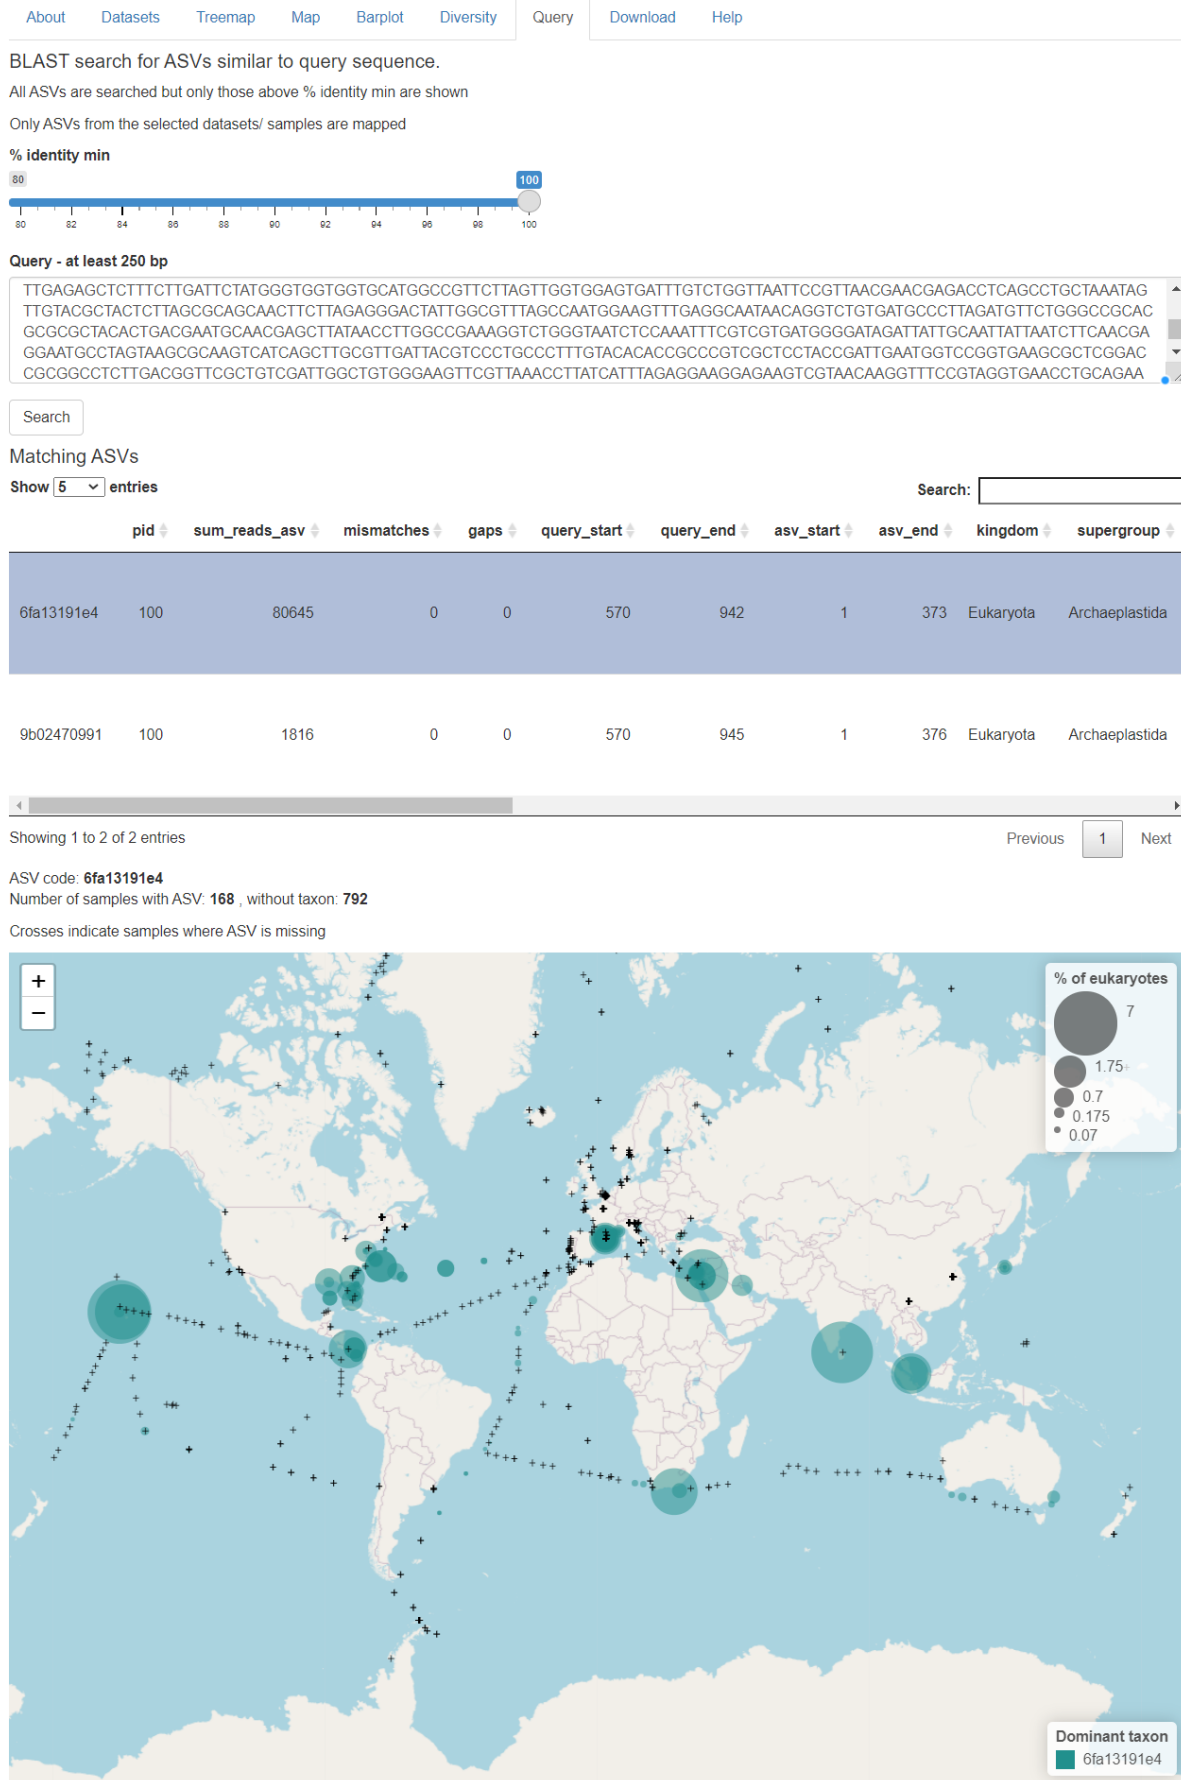 About Datasets Treemap Map Barplot Diversity Query Download Help
BLAST search for ASVs similar to query sequence.
All ASVs are searched but only those above % identity min are shown
Only ASVs from the selected datasets/ samples are mapped
% identity min
80 100
80 82 84 86 88 90 92 94 96 98 100
Query - at least 250 bp
TTGAGAGCTCTTTCTTGATTCTATGGGTGGTGGTGCATGGCCGTTCTTAGTTGGTGGAGTGATTTGTCTGGTTAATTCCGTTAACGAACGAGACCTCAGCCTGCTAAATAG
TTGTACGCTACTCTTAGCGCAGCAACTTCTTAGAGGGACTATTGGCGTTTAGCCAATGGAAGTTTGAGGCAATAACAGGTCTGTGATGCCCTTAGATGTTCTGGGCCGCAC
GCGCGCTACACTGACGAATGCAACGAGCTTATAACCTTGGCCGAAAGGTCTGGGTAATCTCCAAATTTCGTCGTGATGGGGATAGATTATTGCAATTATTAATCTTCAACGA
GGAATGCCTAGTAAGCGCAAGTCATCAGCTTGCGTTGATTACGTCCCTGCCCTTTGTACACACCGCCCGTCGCTCCTACCGATTGAATGGTCCGGTGAAGCGCTCGGAC
CGCGGCCTCTTGACGGTTCGCTGTCGATTGGCTGTGGGAAGTTCGTTAAACCTTATCATTTAGAGGAAGGAGAAGTCGTAACAAGGTTTCCGTAGGTGAACCTGCAGAA
Search
Matching ASVs
Show 5 entries Search:
pid sum_reads_asv mismatches gaps query_start query_end asv_start asv_end kingdom supergroup
6fa13191e4 100 80645 0 0 570 942 1 373 Eukaryota Archaeplastida
9b02470991 100 1816 0 0 570 945 1 376 Eukaryota Archaeplastida
Showing 1 to 2 of 2 entries Previous 1 Next
ASV code: 6fa13191e4
Number of samples with ASV: 168 , without taxon: 792
Crosses indicate samples where ASV is missing
+
−
% of eukaryotes
7
1.75
0.7
0.175
0.07
Dominant taxon
6fa13191e4